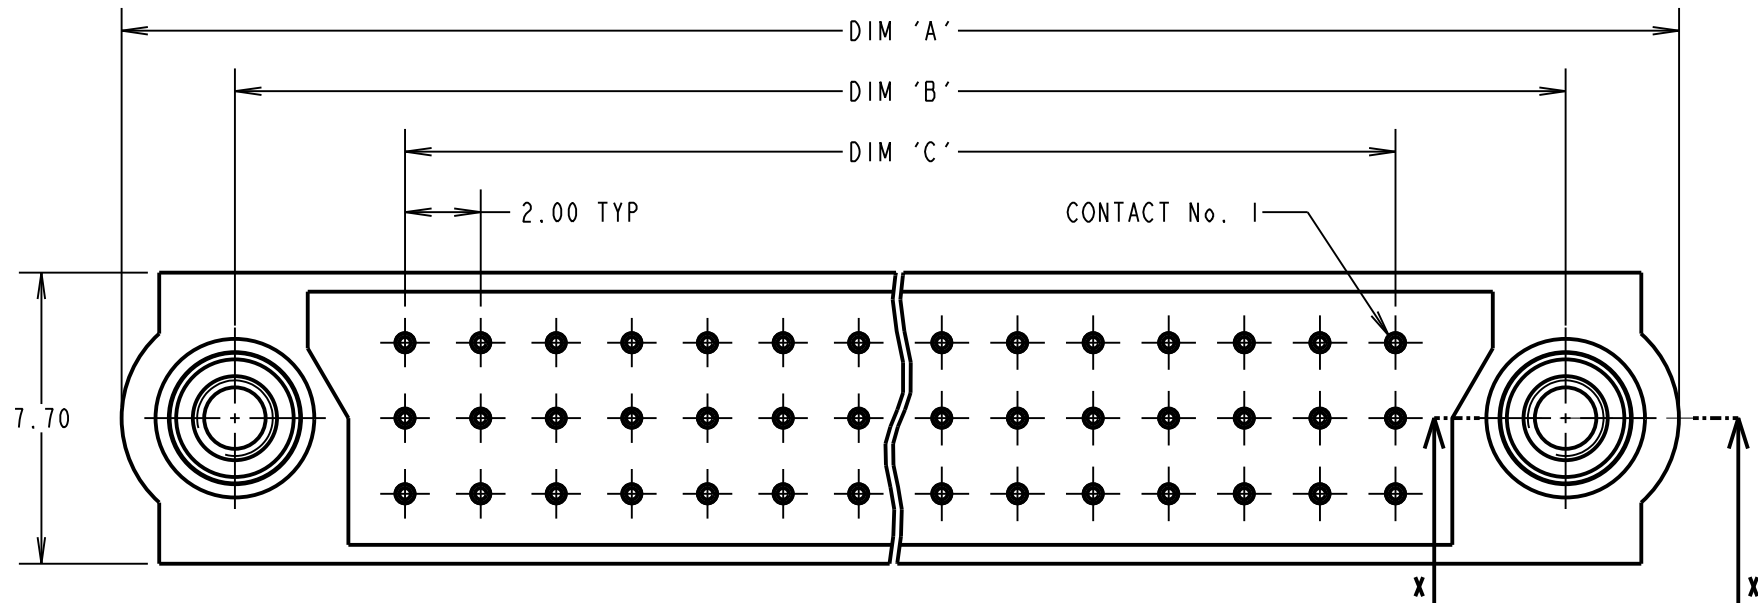 DIM 'A'
DIM 'B'
DIM 'C'
2.00 TYP
CONTACT No. 1
7.70
X X